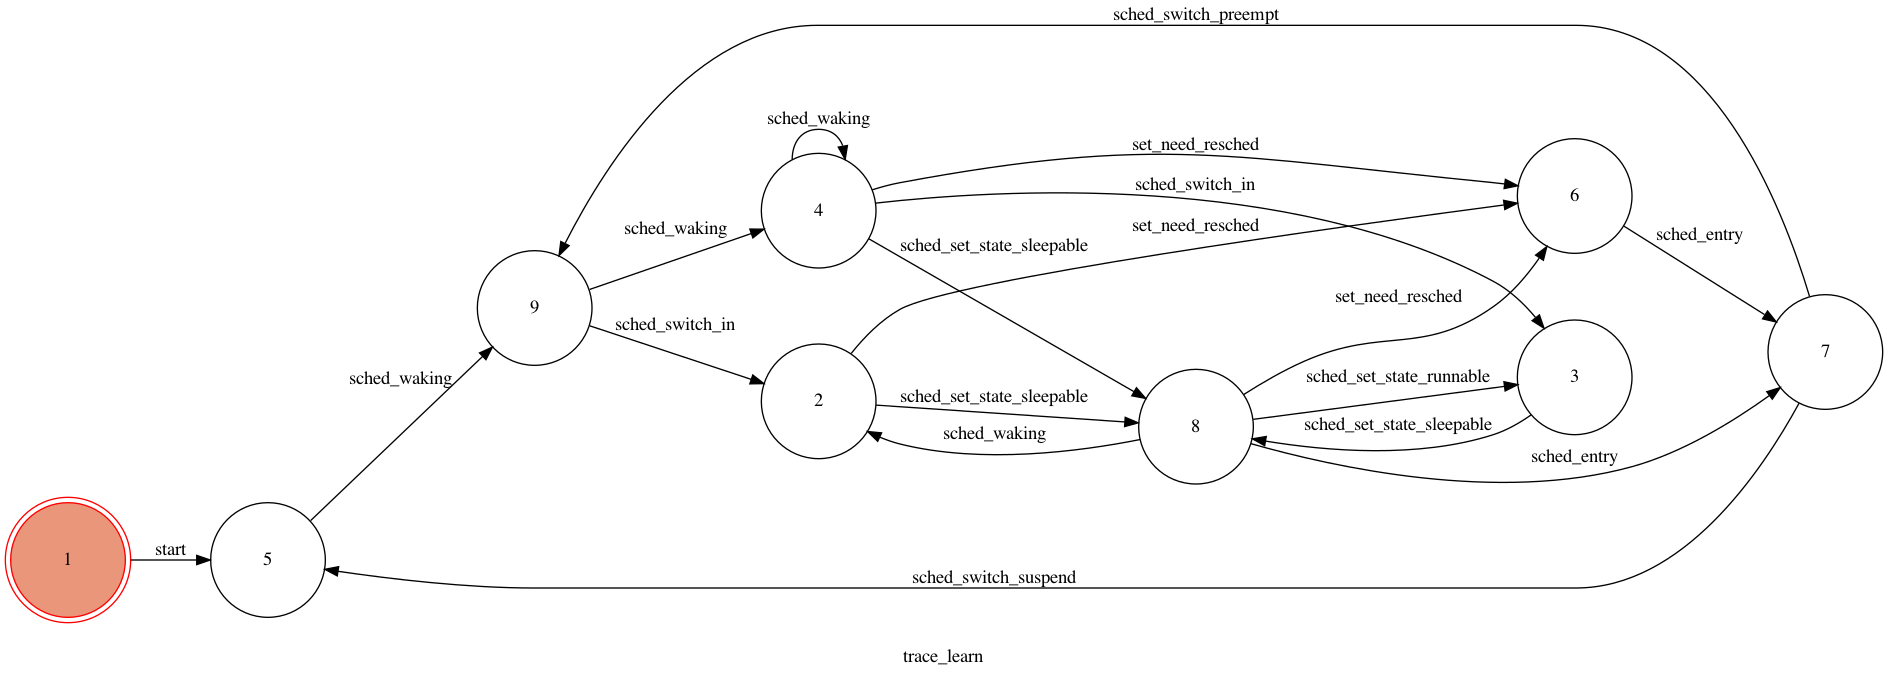 sched_switch_preempt
sched_waking
set_need_resched
sched_switch_in
6
4
set_need_resched
sched_waking
sched_entry
sched_set_state_sleepable
set_need_resched
9
sched_switch_in
7
sched_waking
sched_set_state_runnable
3
2
sched_set_state_sleepable
sched_set_state_sleepable
8
sched_waking
sched_entry
start
1
5
sched_switch_suspend
trace_learn